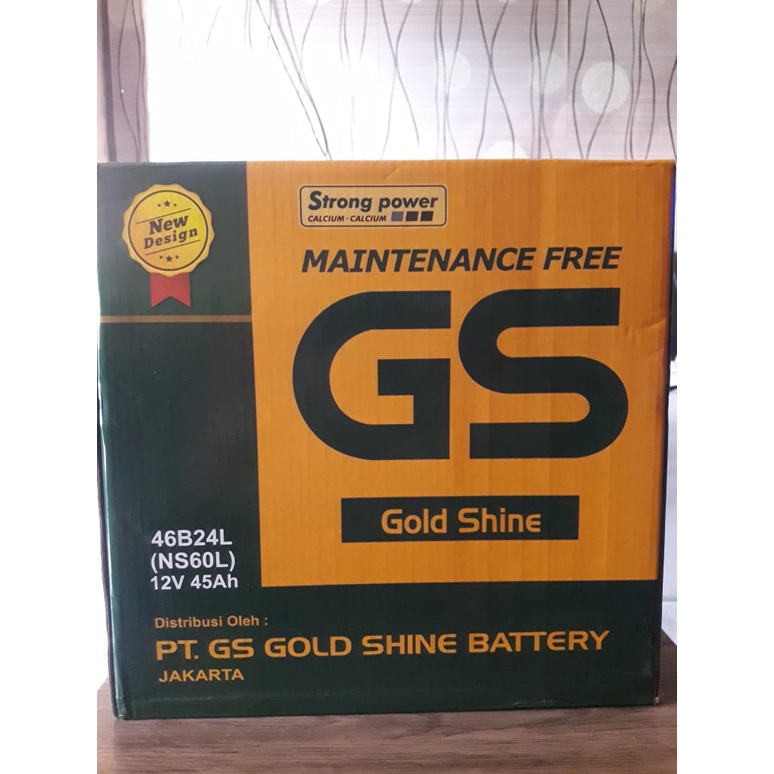 New
Design
Strong power
CALCIUM - CALCIUM
MAINTENANCE FREE
GS
Gold Shine
46B24L
(NS60L)
12V 45Ah
Distribusi Oleh :
PT. GS GOLD SHINE BATTERY
JAKARTA